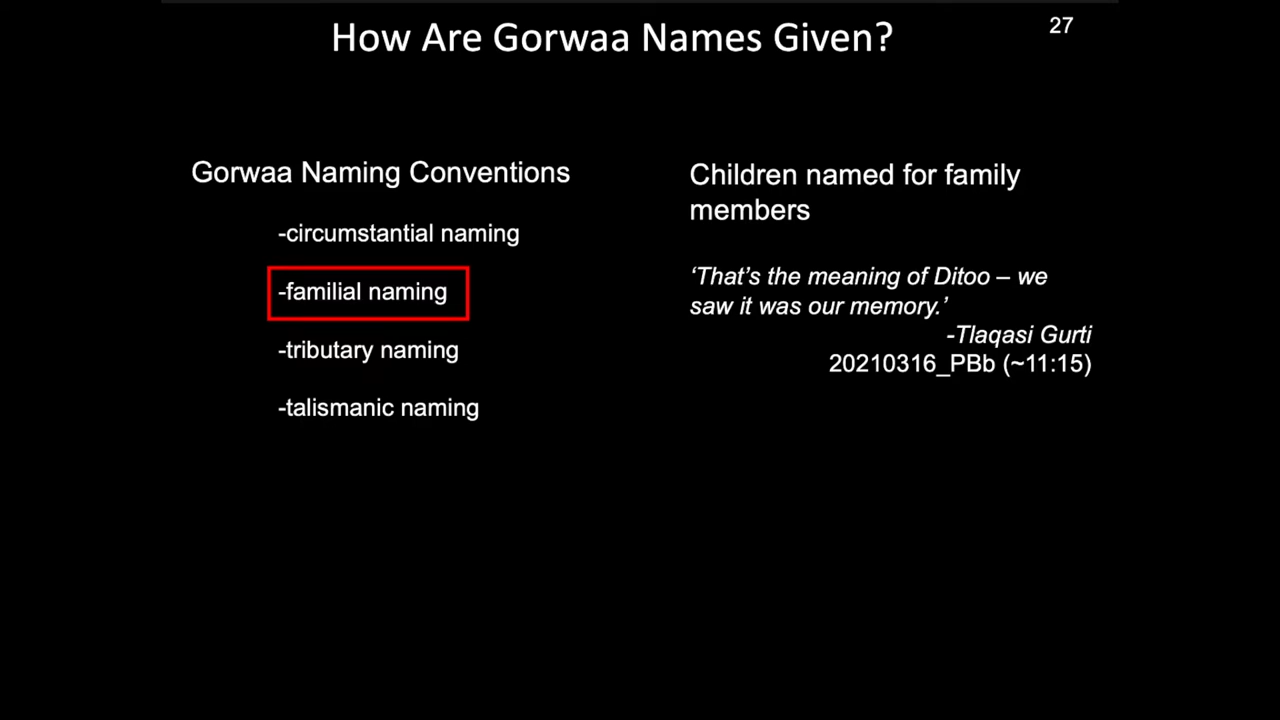 How Are Gorwaa Names Given?
27
Gorwaa Naming Conventions
-circumstantial naming
-familial naming
-tributary naming
-talismanic naming
Children named for family
members
‘That’s the meaning of Ditoo – we
saw it was our memory.’
-Tlaqasi Gurti
20210316_PBb (~11:15)